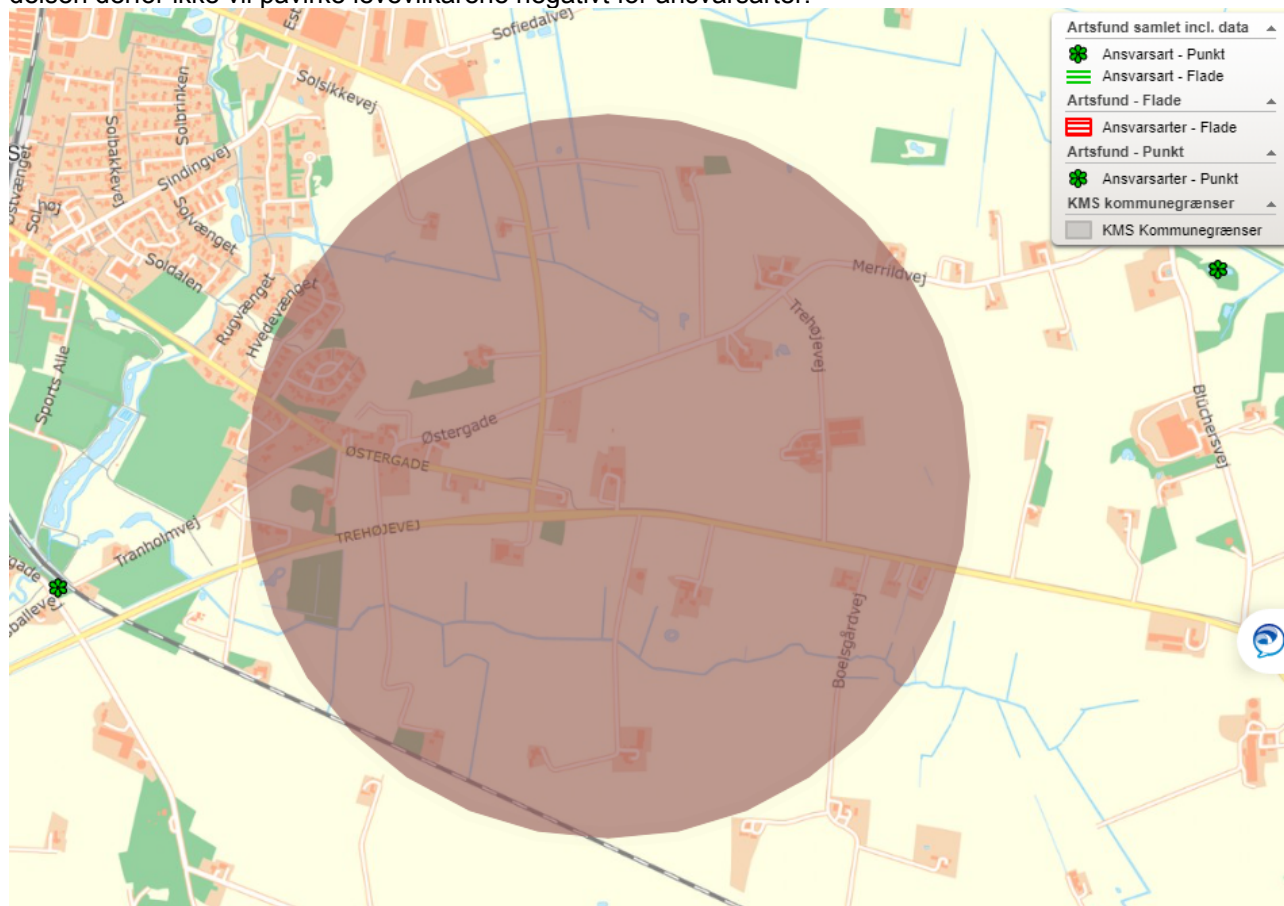 Artsfund samlet incl. data
Ansvarsart - Punkt
Ansvarsart - Flade
Artsfund - Flade
Ansvarsarter - Flade
Artsfund - Punkt
Ansvarsarter - Punkt
KMS kommunegrænser
KMS Kommunegrænser
Sofiedalvej
Solsikkevej
Solbrinken
Solbakkevej
Sindingvej
Solvænget
Soldalen
Rugvænget
Hvedevænget
Sports Alle
Merrildvej
Trehøjevej
Blüchersvej
Østergade
ØSTERGADE
TREHØJEVEJ
Tranholmvej
Boelsgårdvej